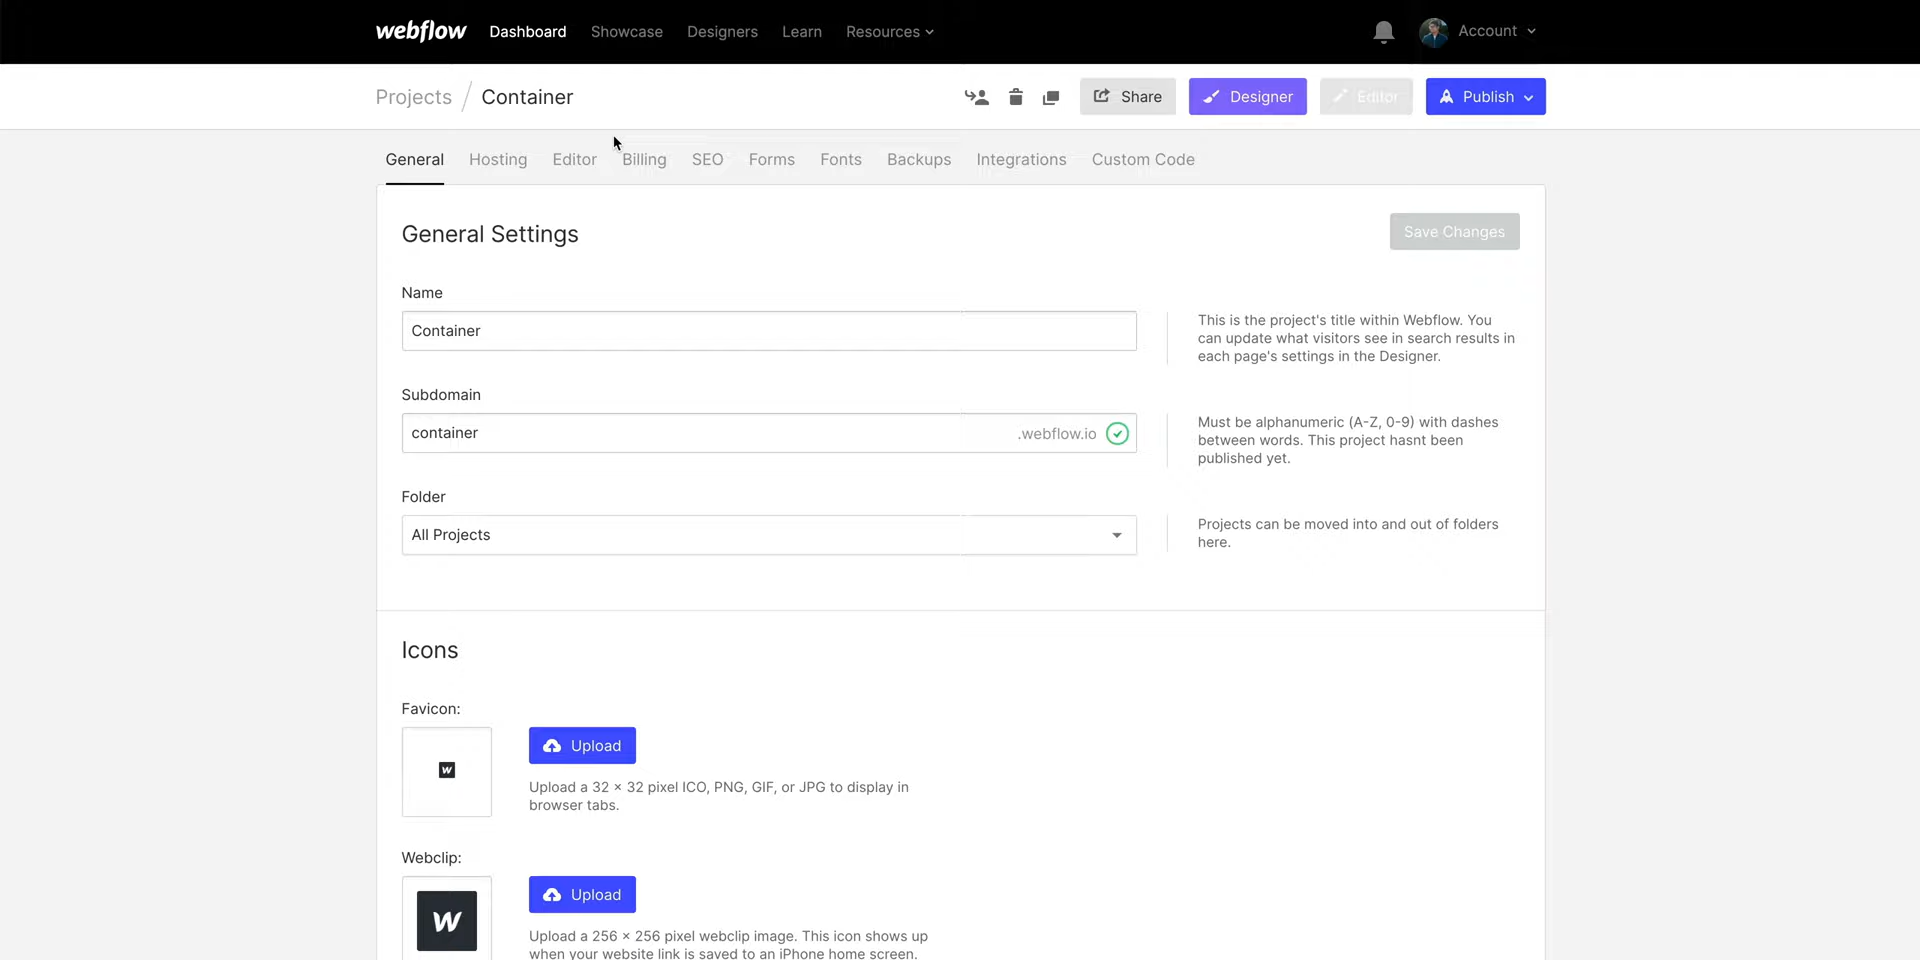 webflow Dashboard Showcase Designers Learn Resources Account
Projects / Container Share Designer Editor Publish
General Hosting Editor Billing SEO Forms Fonts Backups Integrations Custom Code
General Settings
Save Changes
Name
Container
This is the project's title within Webflow. You
can update what visitors see in search results in
each page's settings in the Designer.
Subdomain
container .webflow.io
Must be alphanumeric (A-Z, 0-9) with dashes
between words. This project hasnt been
published yet.
Folder
All Projects
Projects can be moved into and out of folders
here.
Icons
Favicon:
W
Upload
Upload a 32 × 32 pixel ICO, PNG, GIF, or JPG to display in
browser tabs.
Webclip:
W
Upload
Upload a 256 × 256 pixel webclip image. This icon shows up
when your website link is saved to an iPhone home screen.